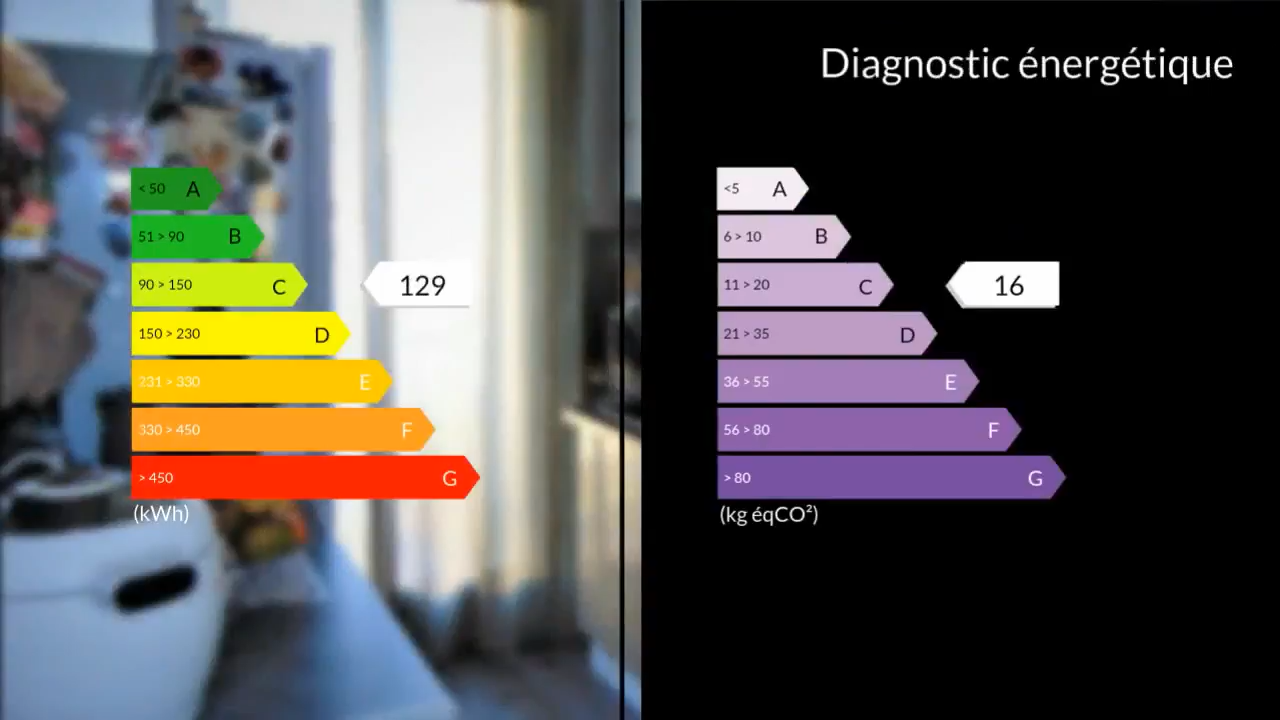 Diagnostic énergétique
< 50 A
51 > 90 B
90 > 150 C
129
150 > 230 D
231 > 330 E
330 > 450 F
> 450 G
(kWh)
<5 A
6 > 10 B
11 > 20 C
16
21 > 35 D
36 > 55 E
56 > 80 F
> 80 G
(kg éqCO²)